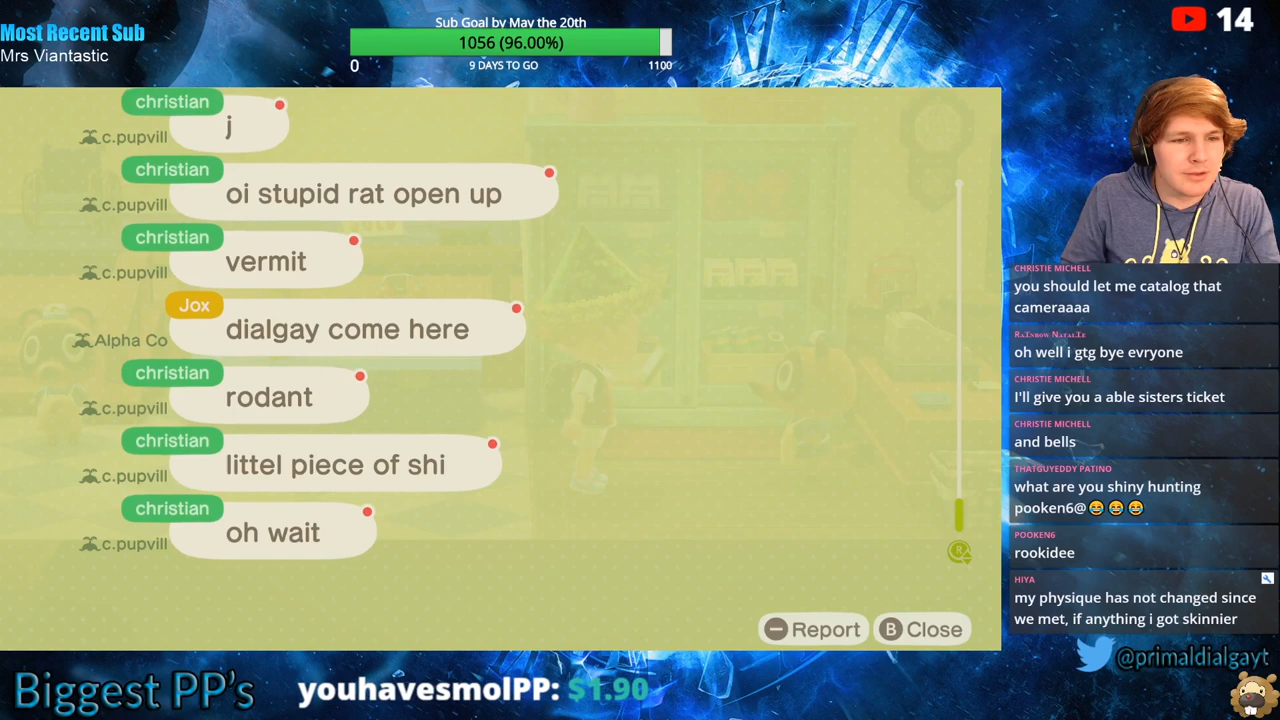 Most Recent Sub
Mrs Viantastic
Sub Goal by May the 20th
1056 (96.00%)
0
9 DAYS TO GO
1100
14
christian
j
c.pupvill
christian
oi stupid rat open up
c.pupvill
christian
vermit
c.pupvill
Jox
dialgay come here
Alpha Co
christian
rodant
c.pupvill
christian
littel piece of shi
c.pupvill
christian
oh wait
c.pupvill
R
Report
B Close
CHRISTIE MICHELL
you should let me catalog that
cameraaaa
RaInbow NataLIe
oh well i gtg bye evryone
CHRISTIE MICHELL
I'll give you a able sisters ticket
CHRISTIE MICHELL
and bells
THATGUYEDDY PATINO
what are you shiny hunting
pooken6@😂😂😂
POOKEN6
rookidee
HIYA
my physique has not changed since
we met, if anything i got skinnier
@primaldialgayt
Biggest PP's
youhavesmolPP: $1.90